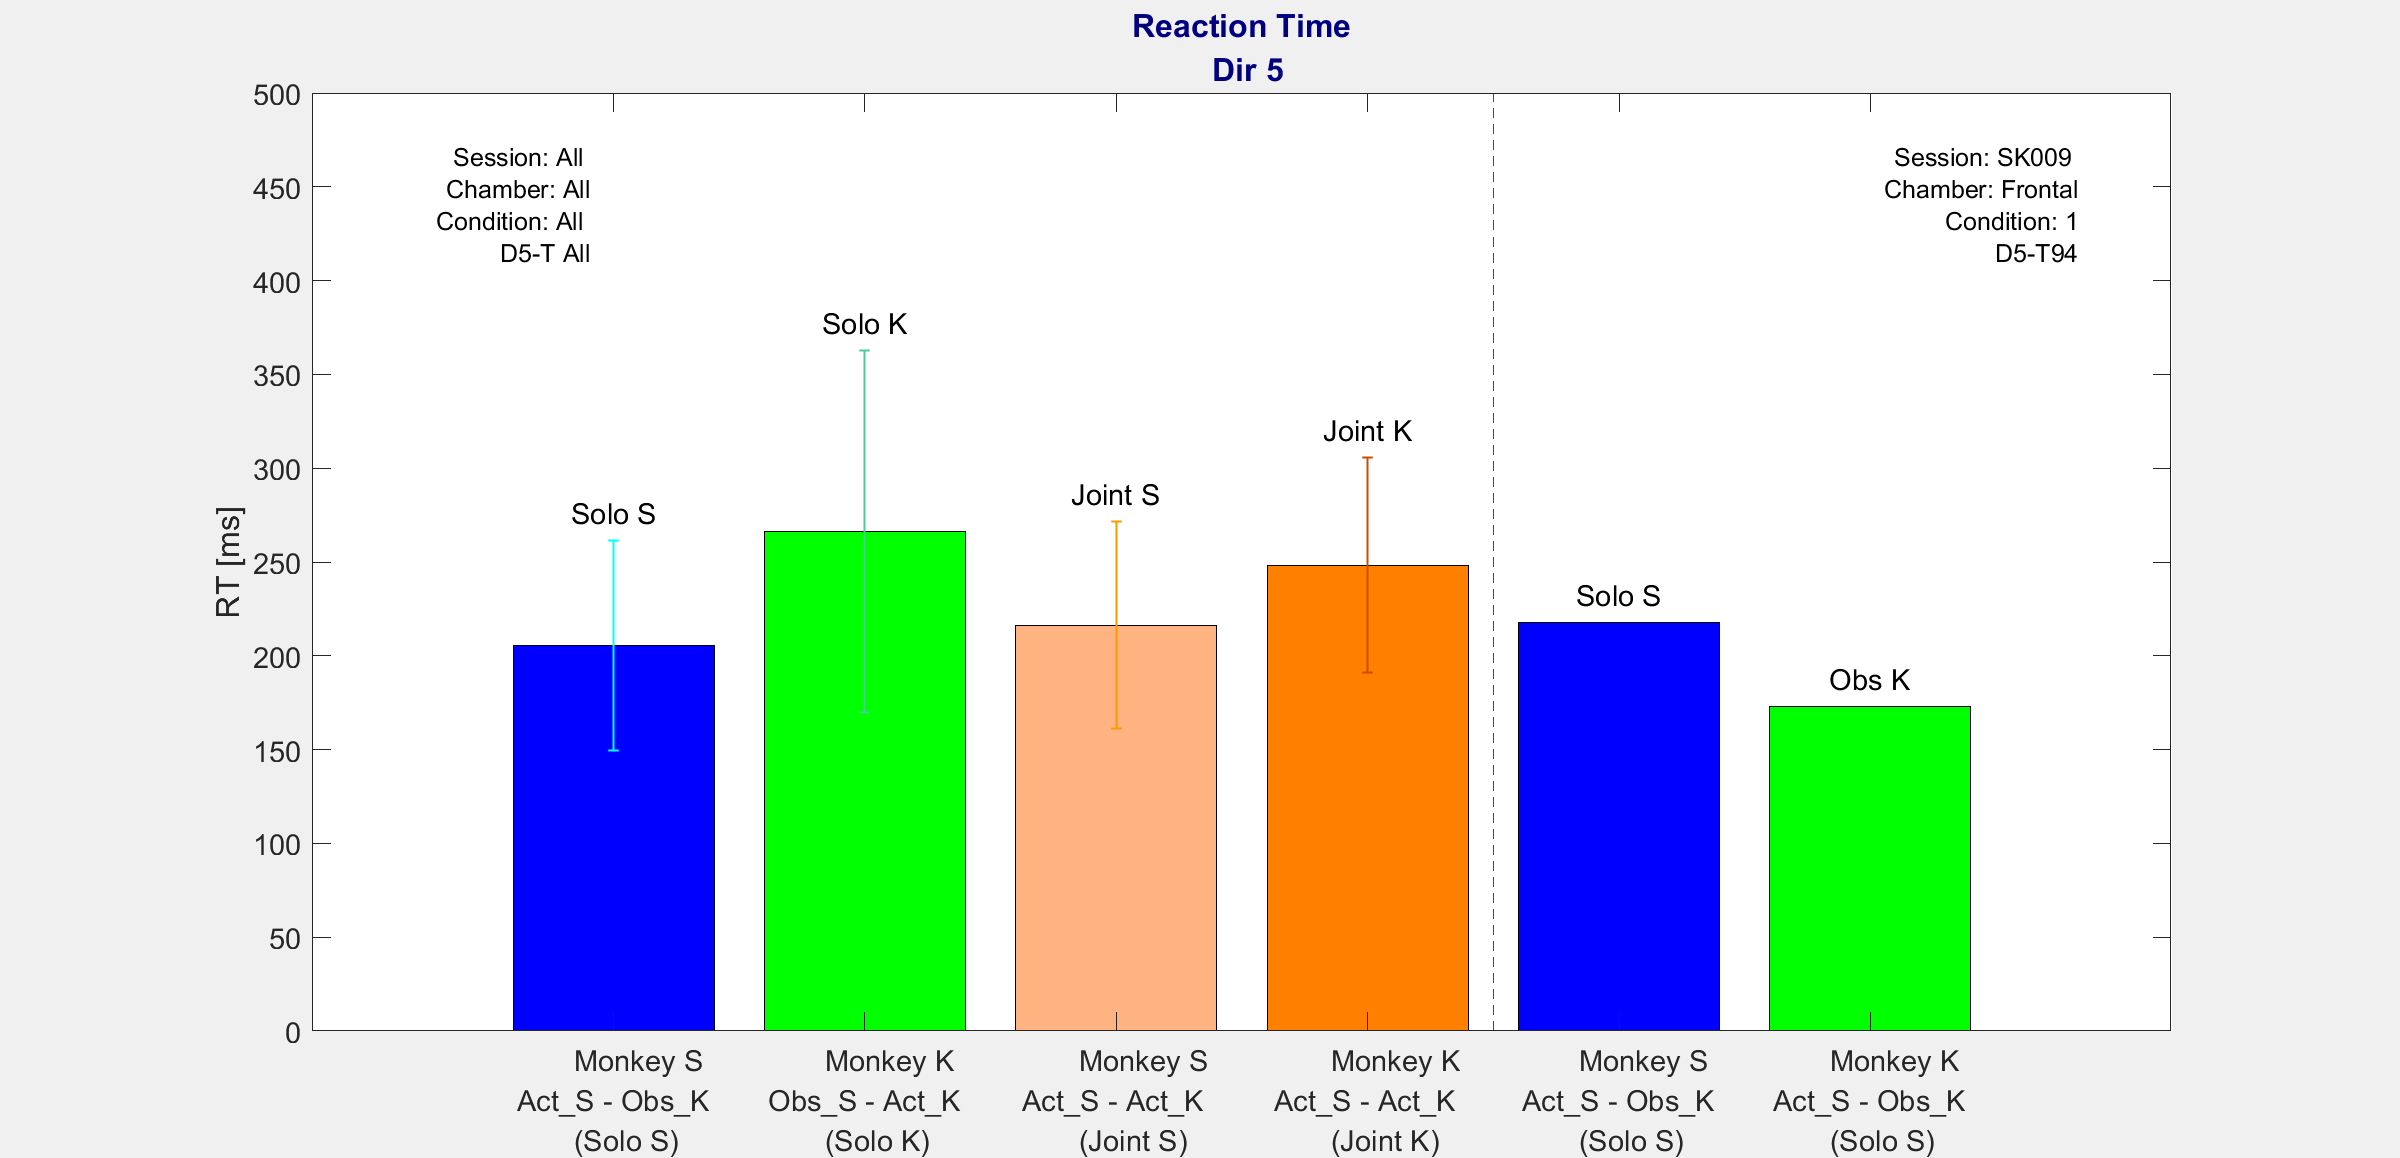 Reaction Time
Dir 5
500
450
400
350
300
250
200
150
100
50
0
RT [ms]
Session: All
Chamber: All
Condition: All
D5-T All
Session: SK009
Chamber: Frontal
Condition: 1
D5-T94
Solo S
Solo K
Joint S
Joint K
Solo S
Obs K
Monkey S
Act_S - Obs_K
(Solo S)
Monkey K
Obs_S - Act_K
(Solo K)
Monkey S
Act_S - Act_K
(Joint S)
Monkey K
Act_S - Act_K
(Joint K)
Monkey S
Act_S - Obs_K
(Solo S)
Monkey K
Act_S - Obs_K
(Solo S)